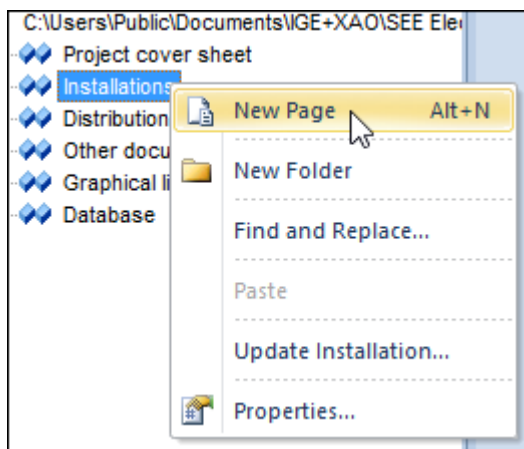 C:\Users\Public\Documents\IGE+XAO\SEE Ele
Project cover sheet
Installations
Distribution
Other docu
Graphical li
Database
New Page Alt+N
New Folder
Find and Replace...
Paste
Update Installation...
Properties...